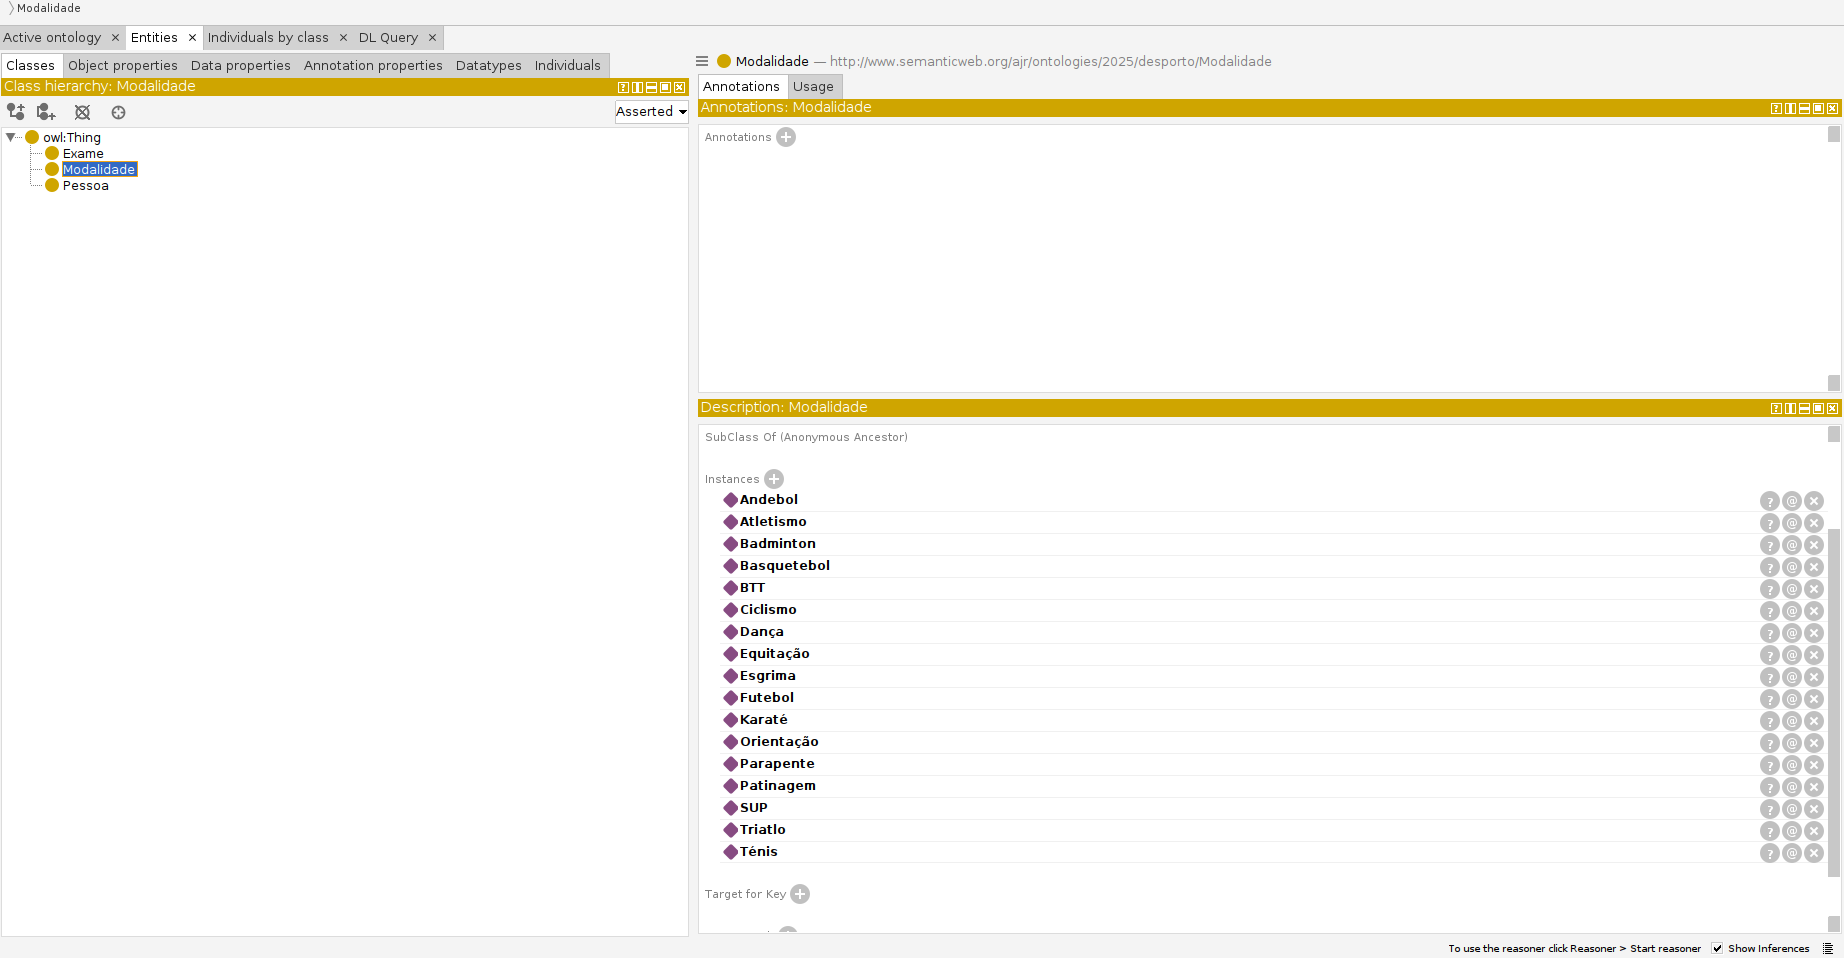 Modalidade
Active ontology × Entities × Individuals by class × DL Query ×
Classes Object properties Data properties Annotation properties Datatypes Individuals
Class hierarchy: Modalidade
Asserted
owl:Thing
Exame
Modalidade
Pessoa
Modalidade — http://www.semanticweb.org/ajr/ontologies/2025/desporto/Modalidade
Annotations Usage
Annotations: Modalidade
Annotations
Description: Modalidade
SubClass Of (Anonymous Ancestor)
Instances
Andebol
Atletismo
Badminton
Basquetebol
BTT
Ciclismo
Dança
Equitação
Esgrima
Futebol
Karaté
Orientação
Parapente
Patinagem
SUP
Triatlo
Ténis
Target for Key
To use the reasoner click Reasoner > Start reasoner Show Inferences